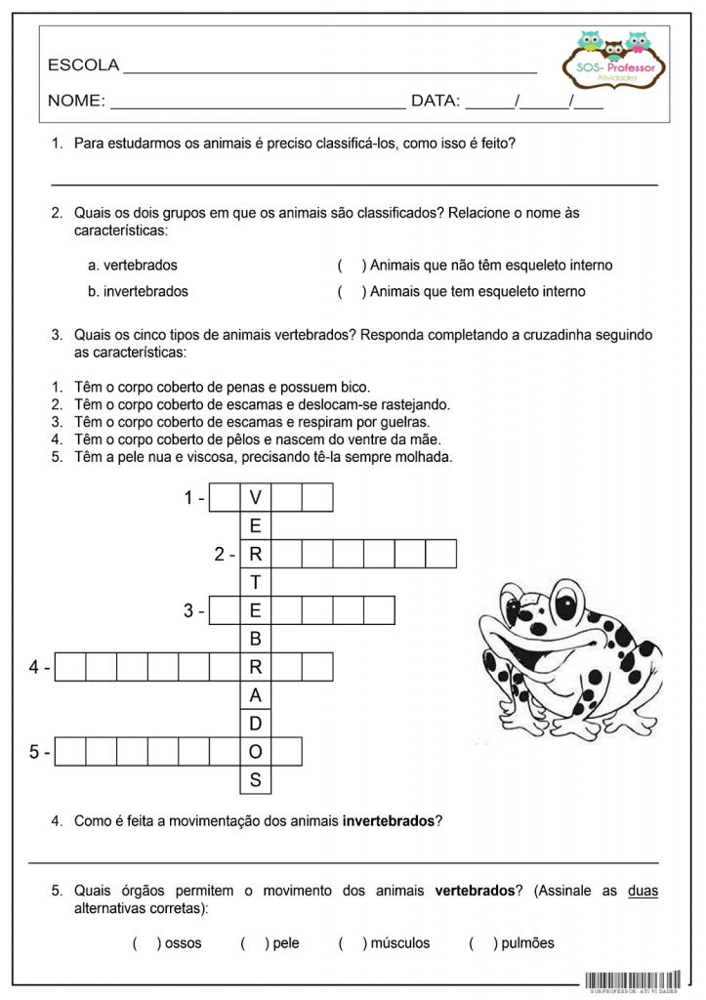 ESCOLA ____________________
SOS- Professor
Atividades
NOME: ____________________ DATA: _____/_____/___
1. Para estudarmos os animais é preciso classificá-los, como isso é feito?
2. Quais os dois grupos em que os animais são classificados? Relacione o nome às
características:
a. vertebrados ( ) Animais que não têm esqueleto interno
b. invertebrados ( ) Animais que tem esqueleto interno
3. Quais os cinco tipos de animais vertebrados? Responda completando a cruzadinha seguindo
as características:
1. Têm o corpo coberto de penas e possuem bico.
2. Têm o corpo coberto de escamas e deslocam-se rastejando.
3. Têm o corpo coberto de escamas e respiram por guelras.
4. Têm o corpo coberto de pêlos e nascem do ventre da mãe.
5. Têm a pele nua e viscosa, precisando tê-la sempre molhada.
1 - V
E
2 - R
T
3 - E
B
4 - R
A
D
5 - O
S
4. Como é feita a movimentação dos animais invertebrados?
5. Quais órgãos permitem o movimento dos animais vertebrados? (Assinale as duas
alternativas corretas):
( ) ossos ( ) pele ( ) músculos ( ) pulmões
SOSPROFESSOR-ATIVIDADES